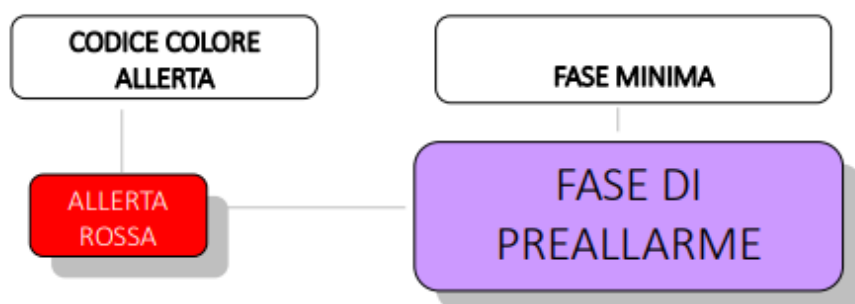 CODICE COLORE
ALLERTA
FASE MINIMA
ALLERTA
ROSSA
FASE DI
PREALLARME